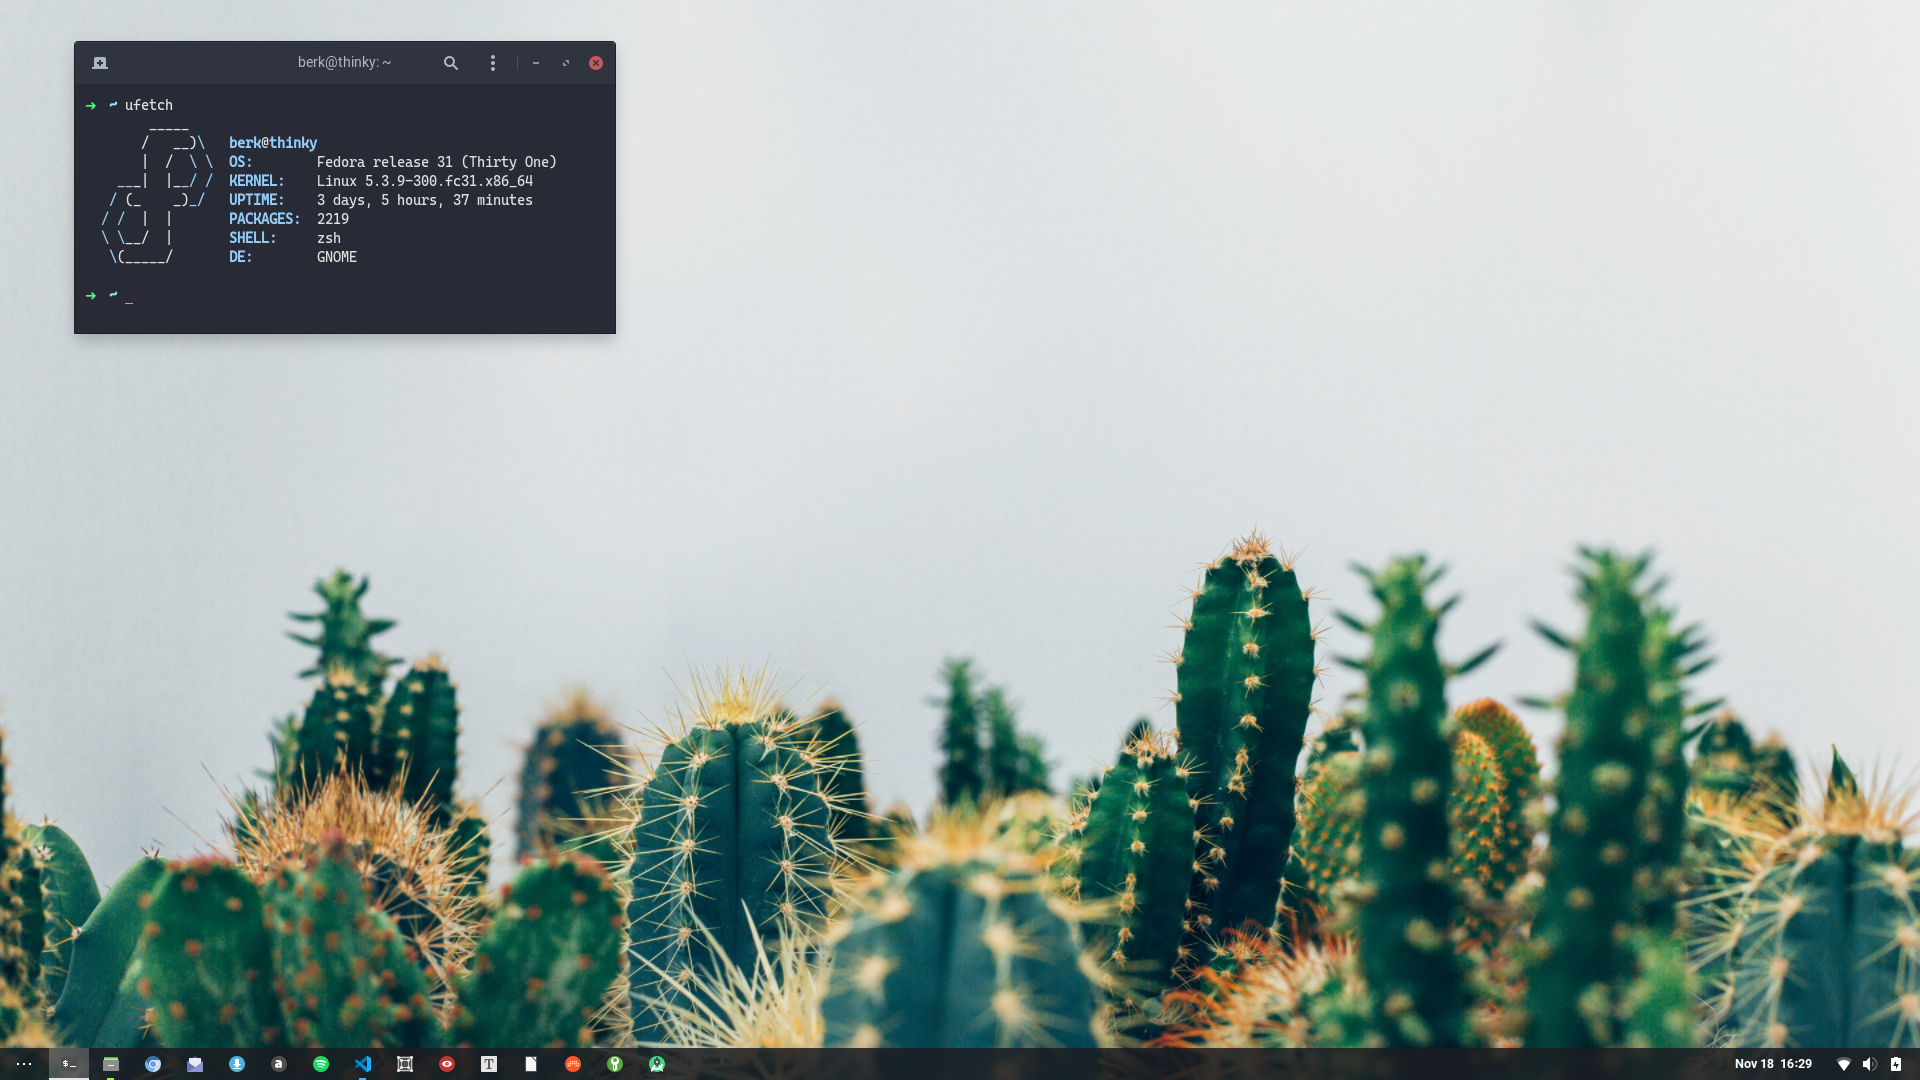 berk@thinky: ~
➜ ~ ufetch
berk@thinky
OS: Fedora release 31 (Thirty One)
KERNEL: Linux 5.3.9-300.fc31.x86_64
UPTIME: 3 days, 5 hours, 37 minutes
PACKAGES: 2219
SHELL: zsh
DE: GNOME
➜ ~ _
$_ a T Nov 18 16:29